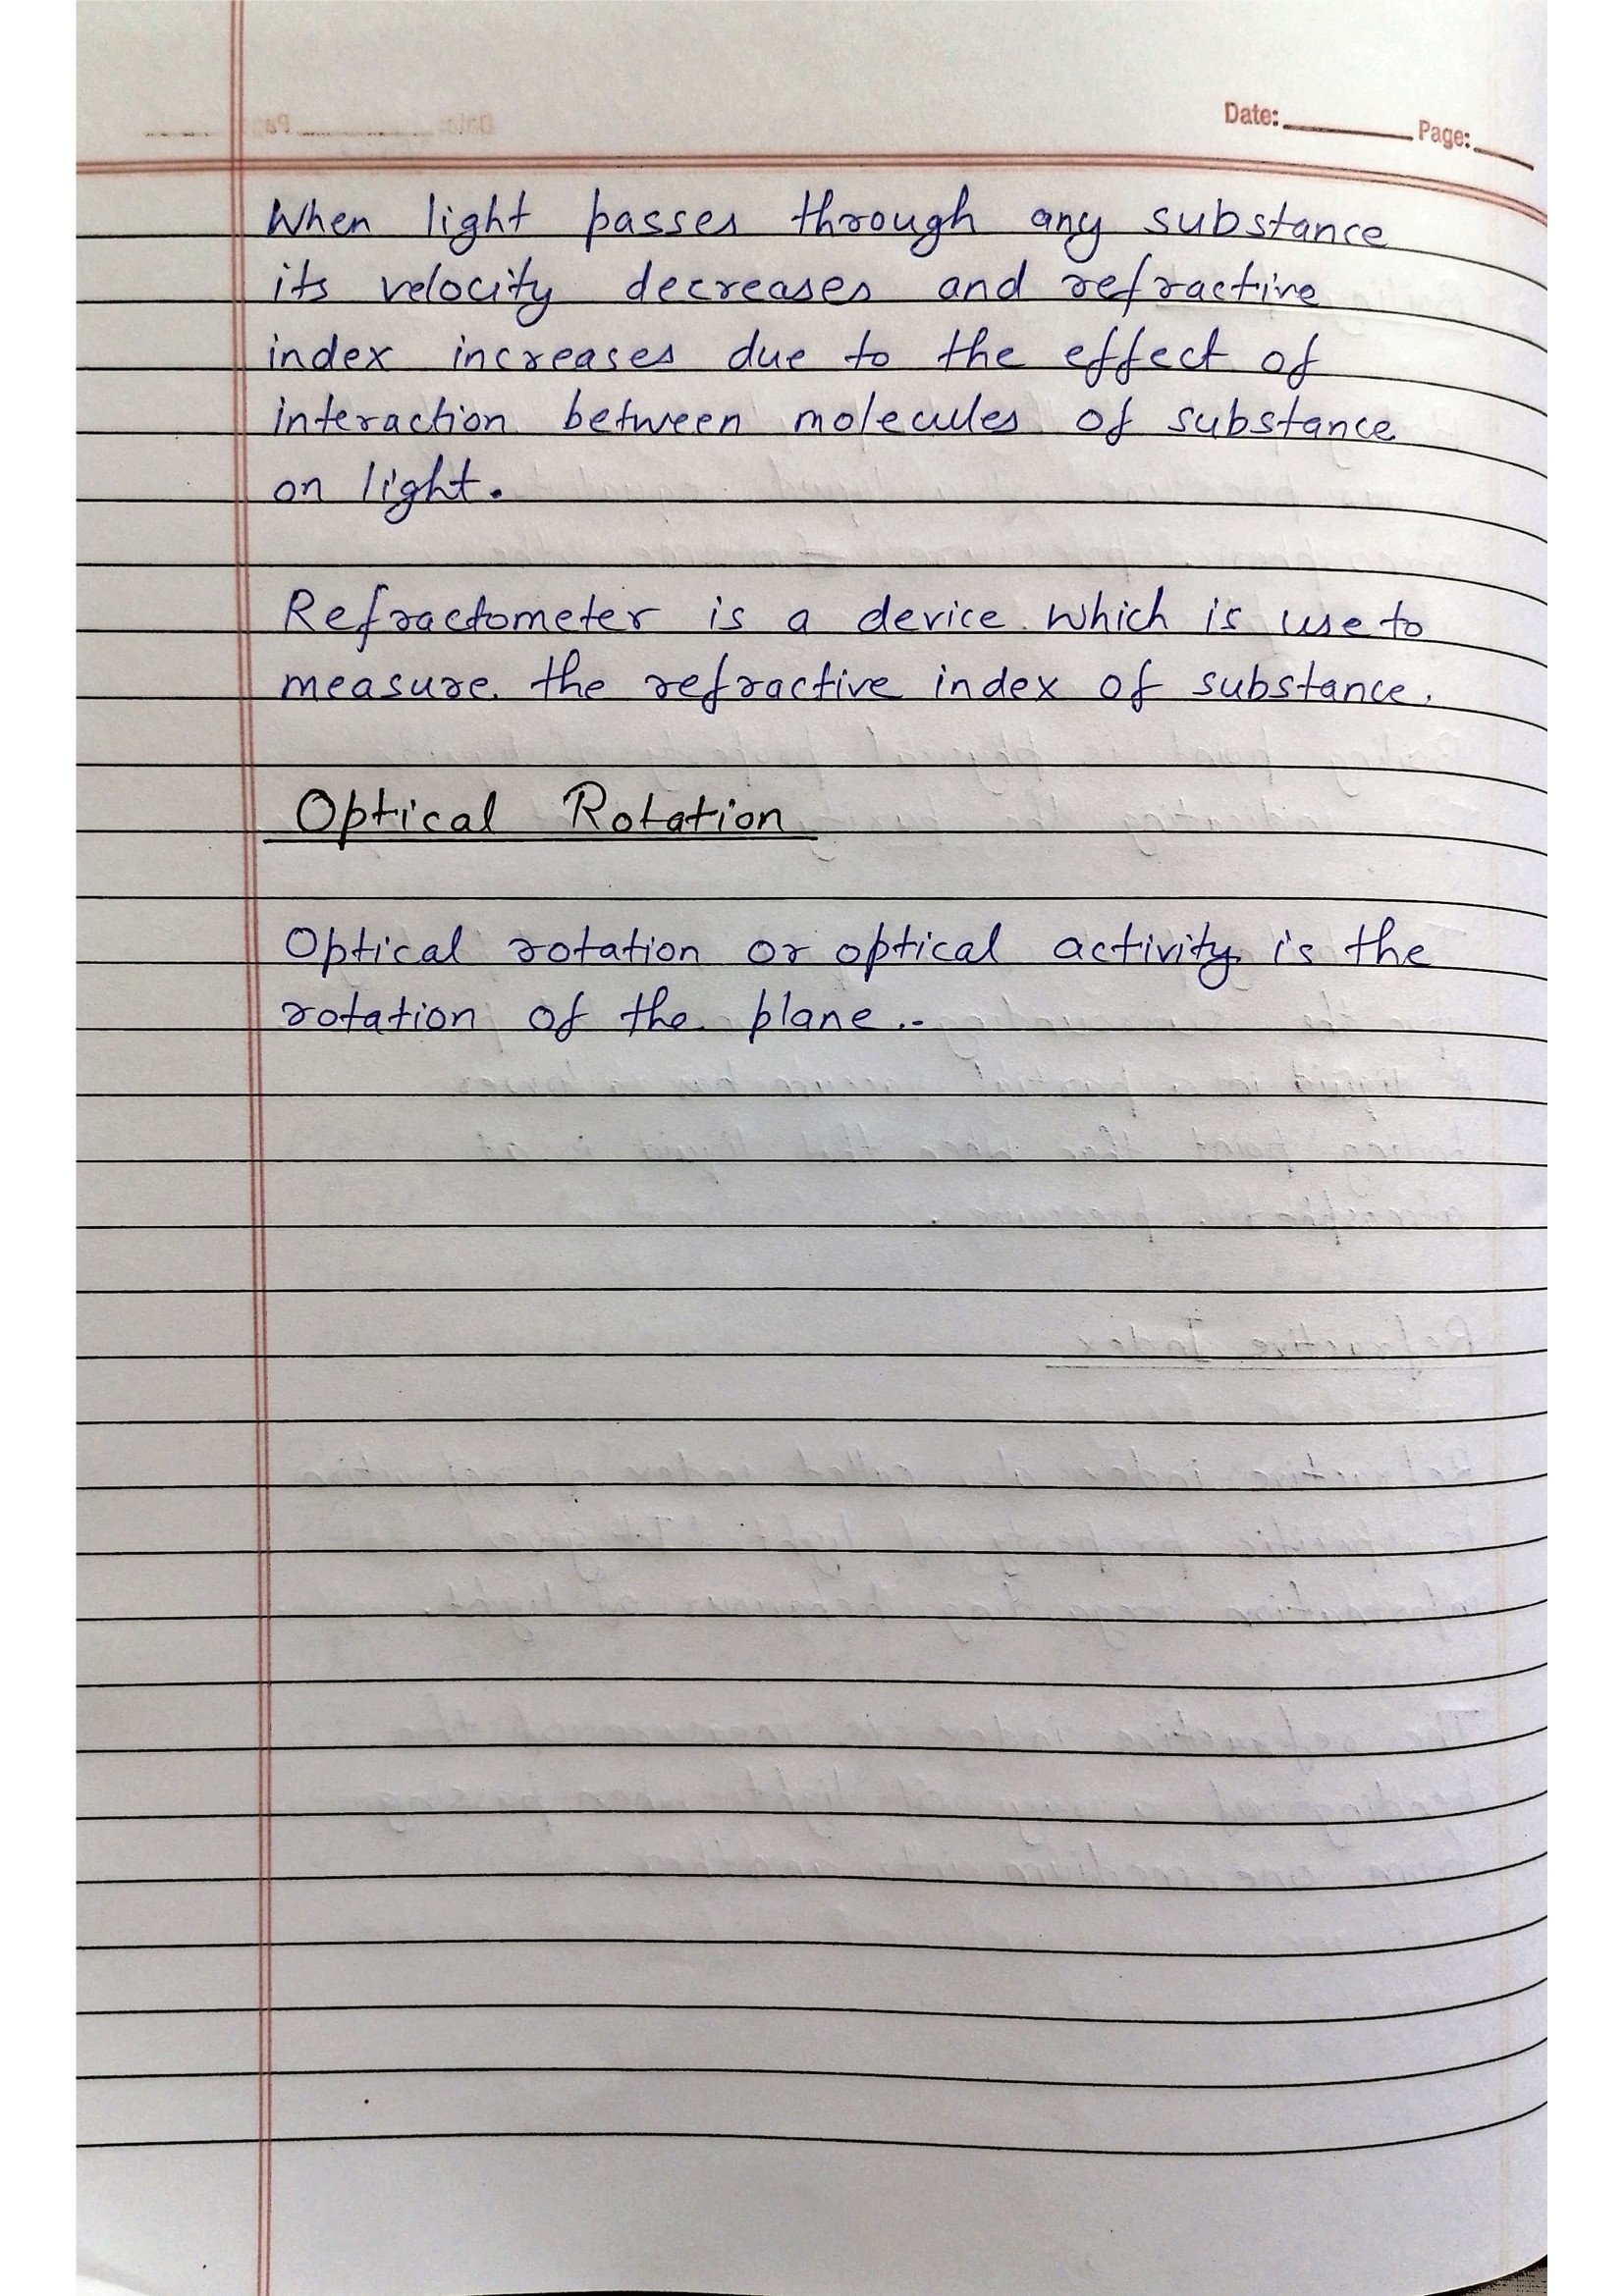 Date: Page:
When light passes through any substance
its velocity decreases and refractive
index increases due to the effect of
interaction between molecules of substance
on light.
Refractometer is a device which is use to
measure the refractive index of substance.
Optical Rotation
Optical rotation or optical activity is the
rotation of the plane..
Refractive Index